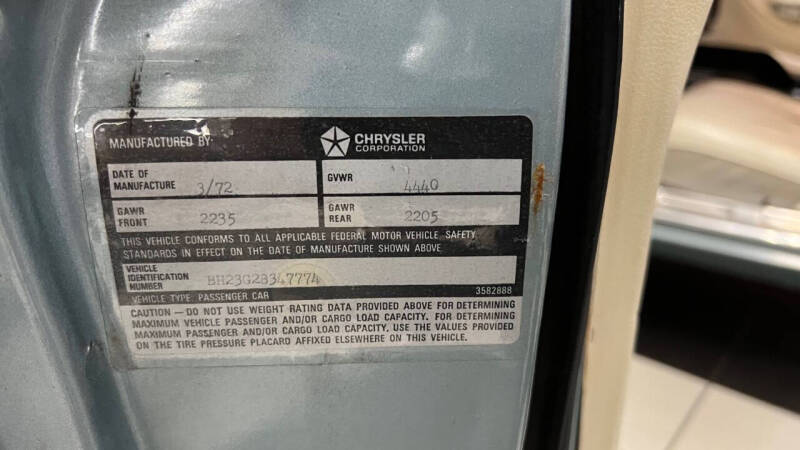 MANUFACTURED BY CHRYSLER
CORPORATION
DATE OF
MANUFACTURE 3/72
GVWR 4440
GAWR
FRONT 2235
GAWR
REAR 2205
THIS VEHICLE CONFORMS TO ALL APPLICABLE FEDERAL MOTOR VEHICLE SAFETY
STANDARDS IN EFFECT ON THE DATE OF MANUFACTURE SHOWN ABOVE
VEHICLE
IDENTIFICATION
NUMBER BH23G2B347774
VEHICLE TYPE: PASSENGER CAR 3582888
CAUTION — DO NOT USE WEIGHT RATING DATA PROVIDED ABOVE FOR DETERMINING
MAXIMUM VEHICLE PASSENGER AND/OR CARGO LOAD CAPACITY. FOR DETERMINING
MAXIMUM PASSENGER AND/OR CARGO LOAD CAPACITY, USE THE VALUES PROVIDED
ON THE TIRE PRESSURE PLACARD AFFIXED ELSEWHERE ON THIS VEHICLE.